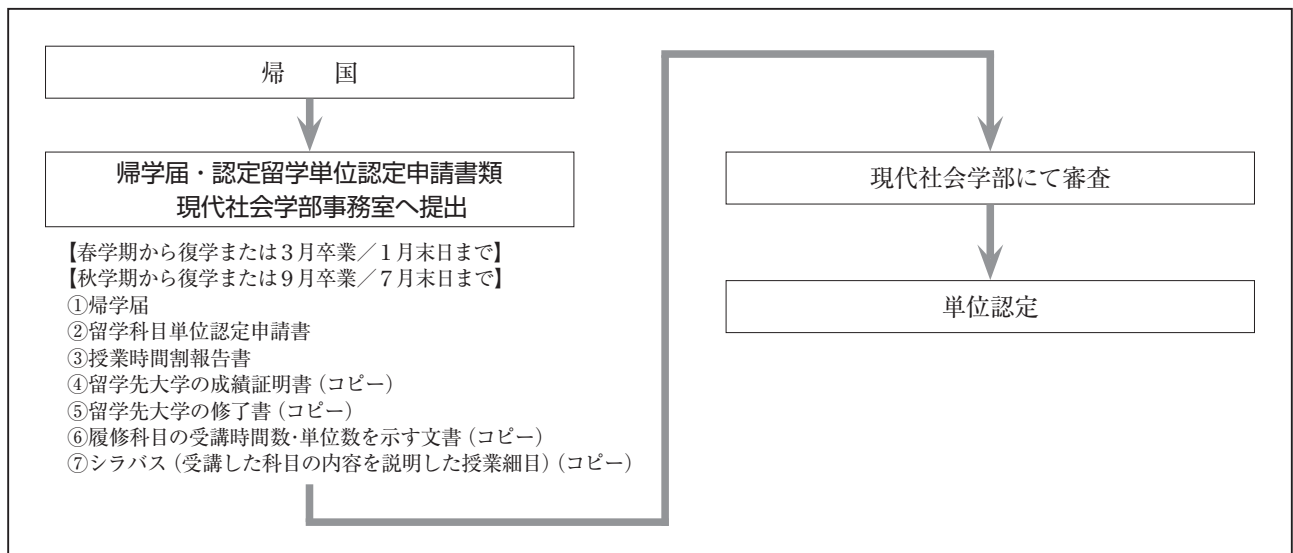 帰　　国
帰学届・認定留学単位認定申請書類
現代社会学部事務室へ提出
【春学期から復学または３月卒業／１月末日まで】
【秋学期から復学または９月卒業／７月末日まで】
①帰学届
②留学科目単位認定申請書
③授業時間割報告書
④留学先大学の成績証明書（コピー）
⑤留学先大学の修了書（コピー）
⑥履修科目の受講時間数・単位数を示す文書（コピー）
⑦シラバス（受講した科目の内容を説明した授業細目）（コピー）
現代社会学部にて審査
単位認定